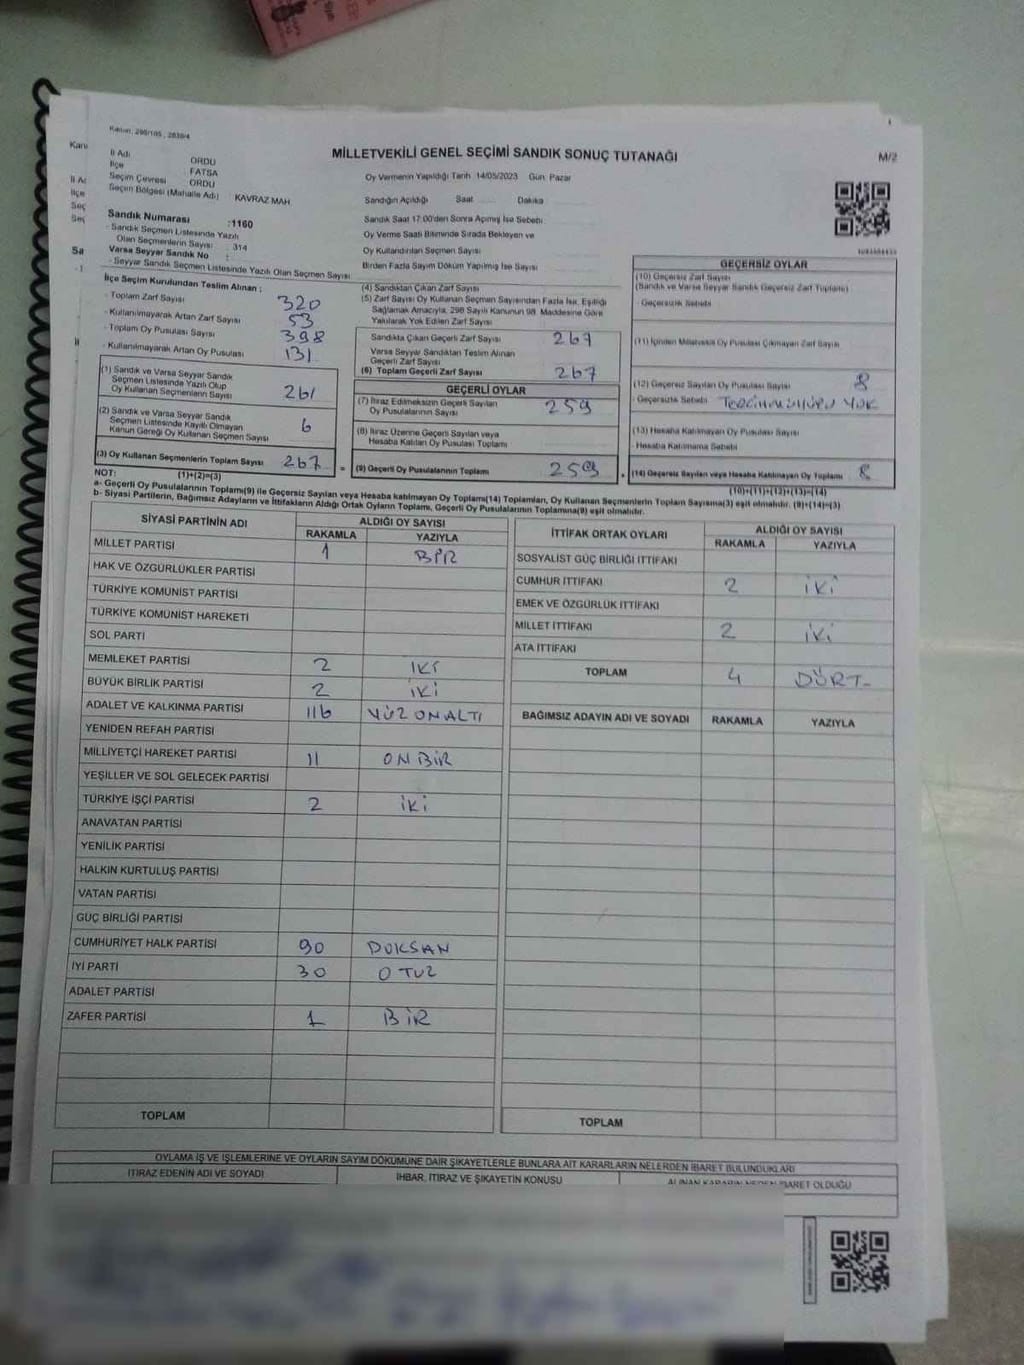 Kanun, 298/105 , 2839/4
MİLLETVEKİLİ GENEL SEÇİMİ SANDIK SONUÇ TUTANAĞI
M/2
İl Adı : ORDU
İlçe : FATSA
Seçim Çevresi : ORDU
Seçen Bölgesi (Mahalle Adı) : KAVRAZ MAH.
Sandık Numarası :1160
- Sandık Seçmen Listesinde Yazılı
Olan Seçmenlerin Sayısı : 314
Varsa Seyyar Sandık No :
- Seyyar Sandık Seçmen Listesinde Yazılı Olan Seçmen Sayısı
Oy Vermenin Yapıldığı Tarih 14/05/2023 Gün: Pazar
Sandığın Açıldığı Saat ...... Dakika
Sandık Saat 17.00'den Sonra Açılmış İse Sebebi
Oy Verme Saati Bitiminde Sırada Bekleyen ve
Oy Kullandırılan Seçmen Sayısı
Birden Fazla Sayım Döküm Yapılmış İse Sayısı
İlçe Seçim Kurulundan Teslim Alınan ;
- Toplam Zarf Sayısı 320
- Kullanılmayarak Artan Zarf Sayısı 53
- Toplam Oy Pusulası Sayısı 398
- Kullanılmayarak Artan Oy Pusulası 131
(1) Sandık ve Varsa Seyyar Sandık
Seçmen Listesinde Yazılı Olup
Oy Kullanan Seçmenlerin Sayısı 261
(2) Sandık ve Varsa Seyyar Sandık
Seçmen Listesinde Kayıtlı Olmayan
Kanun Gereği Oy Kullanan Seçmen Sayısı 6
(3) Oy Kullanan Seçmenlerin Toplam Sayısı 267
(4) Sandıktan Çıkan Zarf Sayısı
(5) Zarf Sayısı Oy Kullanan Seçmen Sayısından Fazla İse, Eşitliği
Sağlamak Amacıyla, 298 Sayılı Kanunun 98. Maddesine Göre
Yakılarak Yok Edilen Zarf Sayısı
Sandıkta Çıkan Geçerli Zarf Sayısı 267
Varsa Seyyar Sandıktan Teslim Alınan
Geçerli Zarf Sayısı
(6) Toplam Geçerli Zarf Sayısı 267
GEÇERLİ OYLAR
(7) İtiraz Edilmeksizin Geçerli Sayılan
Oy Pusulalarının Sayısı 259
(8) İtiraz Üzerine Geçerli Sayılan veya
Hesaba Katılan Oy Pusulası Toplamı
= (9) Geçerli Oy Pusulalarının Toplamı 259
GEÇERSİZ OYLAR
(10) Geçersiz Zarf Sayısı
(Sandık ve Varsa Seyyar Sandık Geçersiz Zarf Toplamı)
- Geçersizlik Sebebi
(11) İçinden Milletvekili Oy Pusulası Çıkmayan Zarf Sayısı
(12) Geçersiz Sayılan Oy Pusulası Sayısı 8
- Geçersizlik Sebebi TERCİH MÜHÜRÜ YOK
(13) Hesaba Katılmayan Oy Pusulası Sayısı
- Hesaba Katılmama Sebebi
+ (14) Geçersiz Sayılan veya Hesaba Katılmayan Oy Toplamı 8
NOT: (1)+(2)=(3)
(10)+(11)+(12)+(13)=(14)
a- Geçerli Oy Pusulaları Toplamı(9) ile Geçersiz Sayılan veya Hesaba katılmayan Oy Toplamı(14) Toplamları, Oy Kullanan Seçmenlerin Toplam Sayısına(3) eşit olmalıdır. (9)+(14)=(3)
b- Siyasi Partilerin, Bağımsız Adayların ve İttifakların Aldığı Ortak Oyların Toplamı, Geçerli Oy Pusulalarının Toplamına(9) eşit olmalıdır.
SİYASİ PARTİNİN ADI ALDIĞI OY SAYISI
RAKAMLA YAZIYLA
MİLLET PARTİSİ 1 BİR
HAK VE ÖZGÜRLÜKLER PARTİSİ
TÜRKİYE KOMÜNİST PARTİSİ
TÜRKİYE KOMÜNİST HAREKETİ
SOL PARTİ
MEMLEKET PARTİSİ 2 İKİ
BÜYÜK BİRLİK PARTİSİ 2 İKİ
ADALET VE KALKINMA PARTİSİ 116 YÜZ ONALTI
YENİDEN REFAH PARTİSİ
MİLLİYETÇİ HAREKET PARTİSİ 11 ONBİR
YEŞİLLER VE SOL GELECEK PARTİSİ
TÜRKİYE İŞÇİ PARTİSİ 2 İKİ
ANAVATAN PARTİSİ
YENİLİK PARTİSİ
HALKIN KURTULUŞ PARTİSİ
VATAN PARTİSİ
GÜÇ BİRLİĞİ PARTİSİ
CUMHURİYET HALK PARTİSİ 90 DOKSAN
İYİ PARTİ 30 OTUZ
ADALET PARTİSİ
ZAFER PARTİSİ 1 BİR
TOPLAM
İTTİFAK ORTAK OYLARI ALDIĞI OY SAYISI
RAKAMLA YAZIYLA
SOSYALİST GÜÇ BİRLİĞİ İTTİFAKI
CUMHUR İTTİFAKI 2 İKİ
EMEK VE ÖZGÜRLÜK İTTİFAKI
MİLLET İTTİFAKI 2 İKİ
ATA İTTİFAKI
TOPLAM 4 DÖRT
BAĞIMSIZ ADAYIN ADI VE SOYADI RAKAMLA YAZIYLA
TOPLAM
OYLAMA İŞ VE İŞLEMLERİNE VE OYLARIN SAYIM DÖKÜMÜNE DAİR ŞİKAYETLERLE BUNLARA AİT KARARLARIN NELERDEN İBARET BULUNDUKLARI
İTİRAZ EDENİN ADI VE SOYADI İHBAR, İTİRAZ VE ŞİKAYETİN KONUSU ALINAN KARARIN NEDEN İBARET OLDUĞU